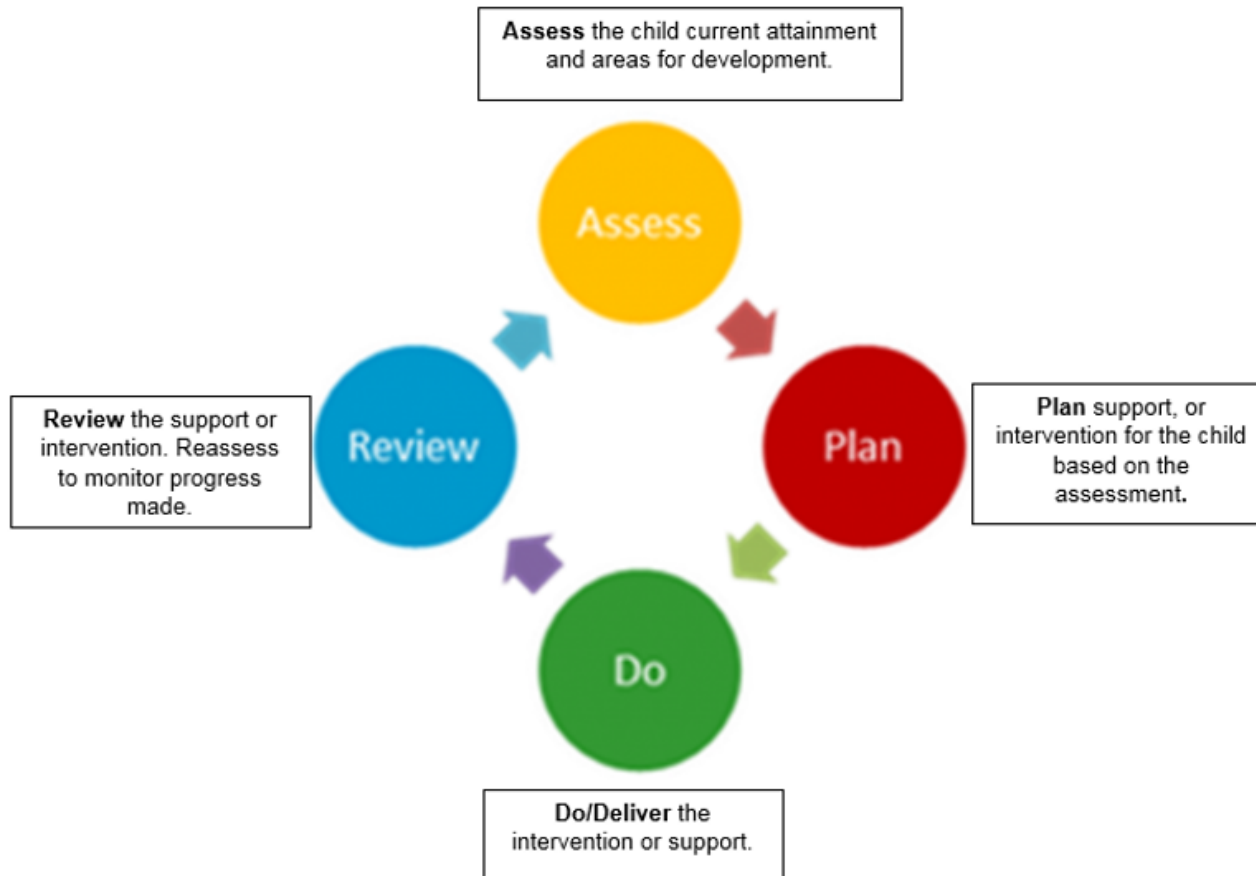 Assess the child current attainment
and areas for development.
Assess
Review the support or
intervention. Reassess
to monitor progress
made.
Review
Plan
Plan support, or
intervention for the child
based on the
assessment.
Do
Do/Deliver the
intervention or support.